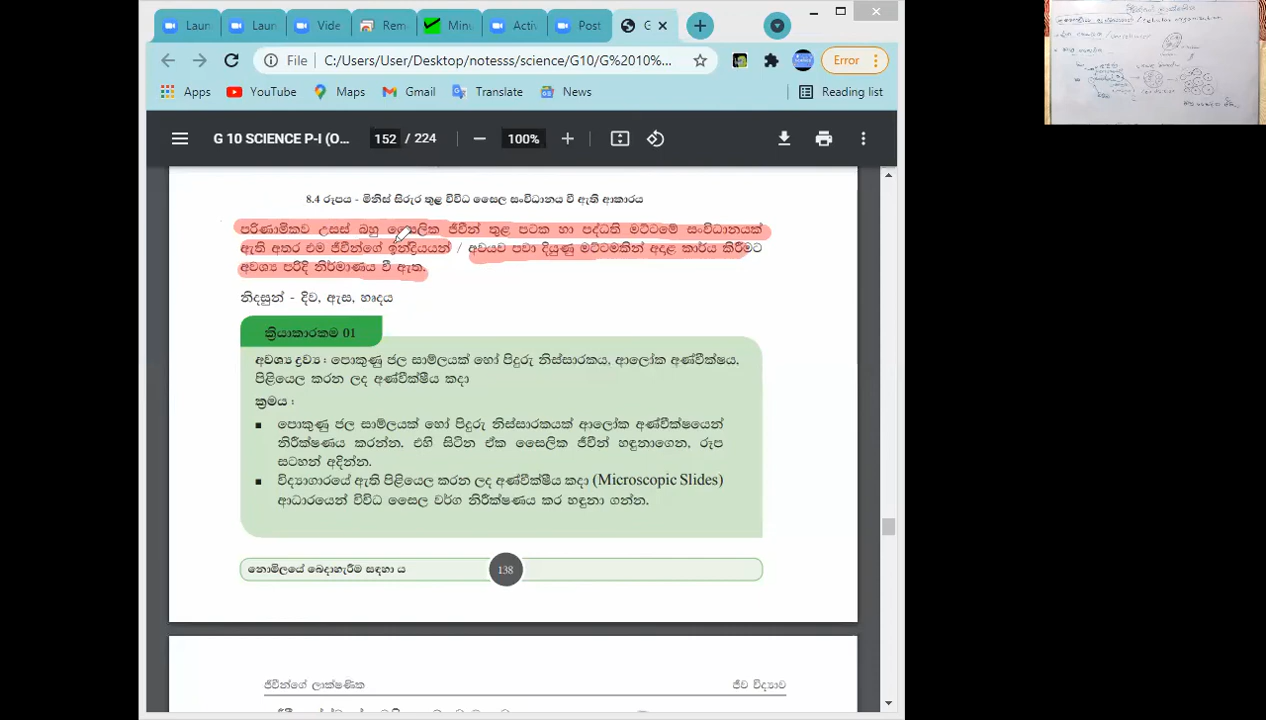 Laun
Laun
Vide
Rem
Min
Acti
Post
G
File
C:/Users/User/Desktop/notesss/science/G10/G%2010%...
Error
Apps
YouTube
Maps
Gmail
Translate
News
Reading list
G 10 SCIENCE P-I (O...
152 / 224
100%
8.4 රූපය - මිනිස් සිරුර තුළ විවිධ සෛල සංවිධානය වී ඇති ආකාරය
පරිණාමිකව උසස් බහු සෛලික ජීවීන් තුළ පටක හා පද්ධති මට්ටමේ සංවිධානයක්
ඇති අතර එම ජීවීන්ගේ ඉන්ද්‍රියයන් / අවයව පවා දියුණු මට්ටමකින් අදාළ කාර්ය කිරීමට
අවශ්‍ය පරිදි නිර්මාණය වී ඇත.
නිදසුන් - දිව, ඇස, හෘදය
ක්‍රියාකාරකම 01
අවශ්‍ය ද්‍රව්‍ය : පොකුණු ජල සාම්පලයක් හෝ පිදුරු නිස්සාරකය, ආලෝක අණ්වීක්ෂය,
පිළියෙල කරන ලද අණ්වීක්ෂීය කදා
ක්‍රමය :
පොකුණු ජල සාම්පලයක් හෝ පිදුරු නිස්සාරකයක් ආලෝක අණ්වීක්ෂයෙන්
නිරීක්ෂණය කරන්න. එහි සිටින ඒක සෛලික ජීවීන් හඳුනාගෙන, රූප
සටහන් අඳින්න.
විද්‍යාගාරයේ ඇති පිළියෙල කරන ලද අණ්වීක්ෂීය කදා (Microscopic Slides)
ආධාරයෙන් විවිධ සෛල වර්ග නිරීක්ෂණය කර හඳුනා ගන්න.
නොමිලයේ බෙදාහැරීම සඳහා ය
138
ජීවීන්ගේ ලාක්ෂණික
ජීව විද්‍යාව